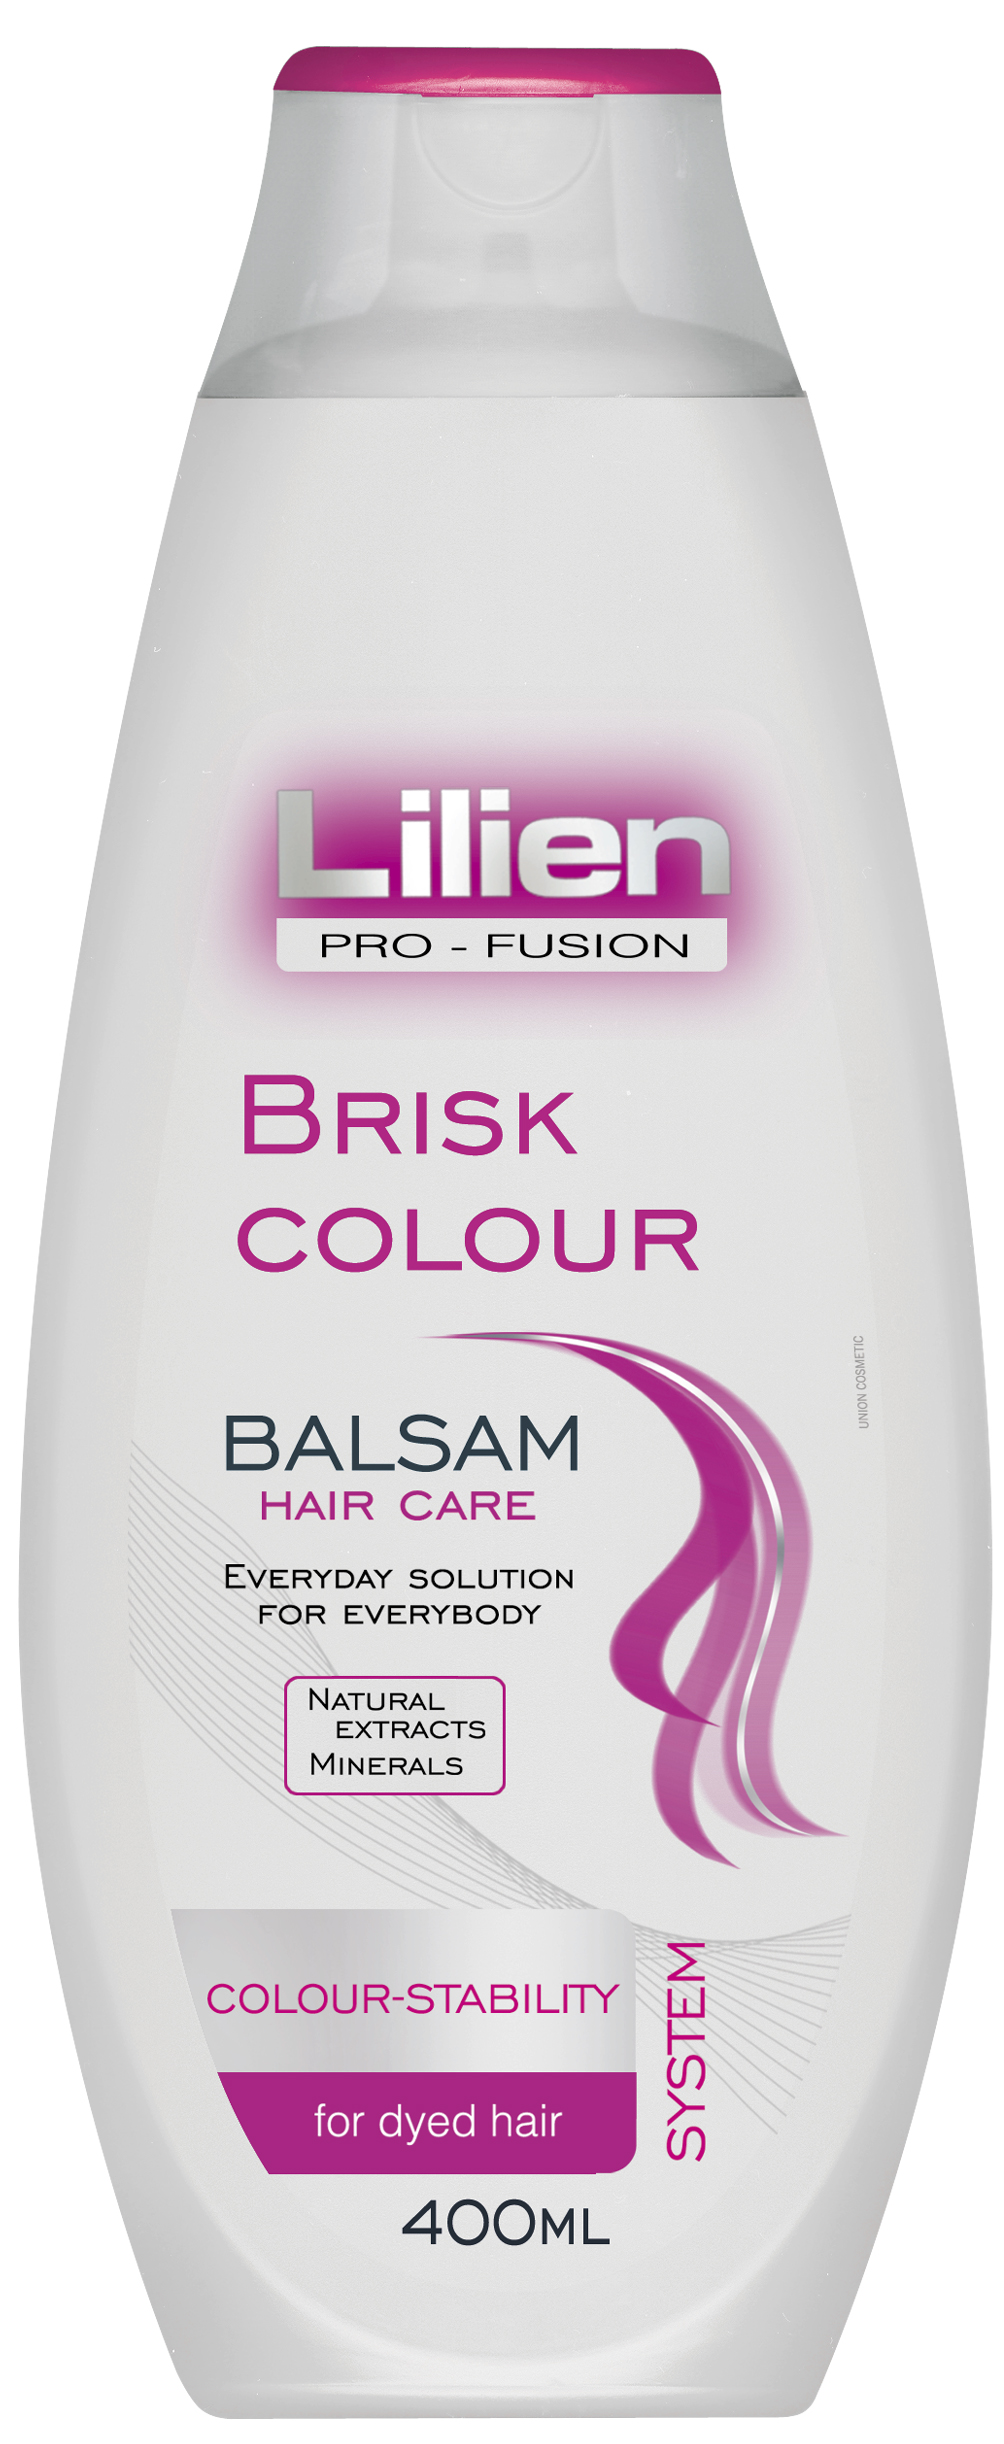 Lilien
PRO - FUSION
BRISK
COLOUR
UNION COSMETIC
BALSAM
HAIR CARE
EVERYDAY SOLUTION
FOR EVERYBODY
NATURAL
EXTRACTS
MINERALS
COLOUR-STABILITY
SYSTEM
for dyed hair
400ML